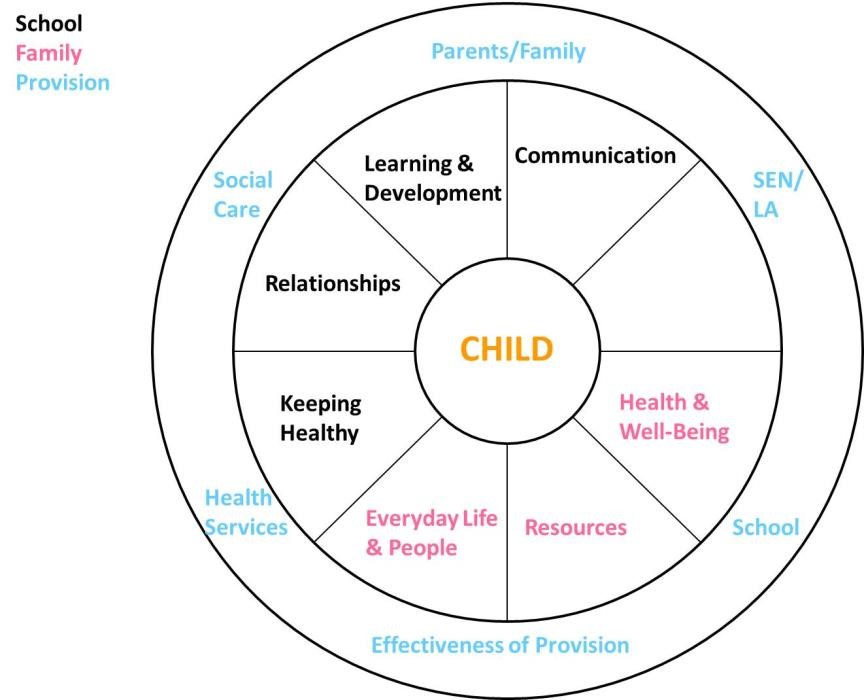 School
Family
Provision
Parents/Family
Communication
Learning &
Development
Social
Care
SEN/
LA
Relationships
CHILD
Keeping
Healthy
Health &
Well-Being
Health
Services
Everyday Life
& People
Resources
School
Effectiveness of Provision